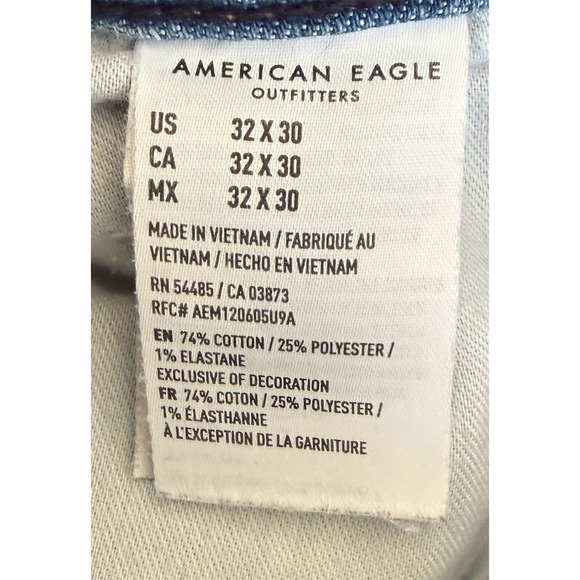 AMERICAN EAGLE
OUTFITTERS
US 32 X 30
CA 32 X 30
MX 32 X 30
MADE IN VIETNAM / FABRIQUÉ AU
VIETNAM / HECHO EN VIETNAM
RN 54485 / CA 03873
RFC# AEM120605U9A
EN 74% COTTON / 25% POLYESTER /
1% ELASTANE
EXCLUSIVE OF DECORATION
FR 74% COTON / 25% POLYESTER /
1% ÉLASTHANNE
À L'EXCEPTION DE LA GARNITURE